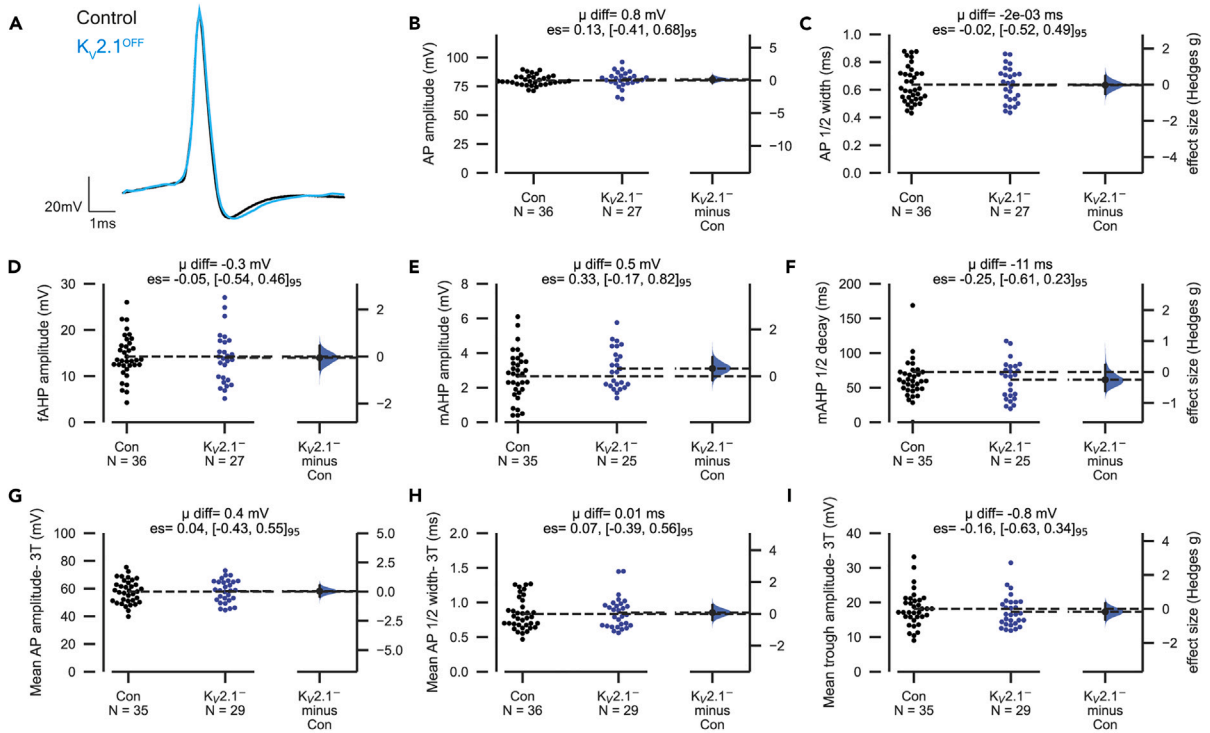 A
Control
KV2.1OFF
20mV
1ms
B
μ diff= 0.8 mV
es= 0.13, [-0.41, 0.68]95
AP amplitude (mV)
100
75
50
25
0
5
0
−5
−10
Con
N = 36
KV2.1−
N = 27
KV2.1−
minus
Con
C
μ diff= -2e-03 ms
es= -0.02, [-0.52, 0.49]95
AP 1/2 width (ms)
1.0
0.8
0.6
0.4
0.2
0.0
2
0
−2
−4
effect size (Hedges g)
Con
N = 36
KV2.1−
N = 27
KV2.1−
minus
Con
D
μ diff= -0.3 mV
es= -0.05, [-0.54, 0.46]95
fAHP amplitude (mV)
30
20
10
0
2
0
−2
Con
N = 36
KV2.1−
N = 27
KV2.1−
minus
Con
E
μ diff= 0.5 mV
es= 0.33, [-0.17, 0.82]95
mAHP amplitude (mV)
8
6
4
2
0
2
0
Con
N = 35
KV2.1−
N = 25
KV2.1−
minus
Con
F
μ diff= -11 ms
es= -0.25, [-0.61, 0.23]95
mAHP 1/2 decay (ms)
200
150
100
50
0
2
1
0
−1
effect size (Hedges g)
Con
N = 35
KV2.1−
N = 25
KV2.1−
minus
Con
G
μ diff= 0.4 mV
es= 0.04, [-0.43, 0.55]95
Mean AP amplitude- 3T (mV)
100
80
60
40
20
0
5.0
2.5
0.0
−2.5
−5.0
Con
N = 35
KV2.1−
N = 29
KV2.1−
minus
Con
H
μ diff= 0.01 ms
es= 0.07, [-0.39, 0.56]95
Mean AP 1/2 width- 3T (ms)
2.0
1.5
1.0
0.5
0.0
4
2
0
−2
Con
N = 36
KV2.1−
N = 29
KV2.1−
minus
Con
I
μ diff= -0.8 mV
es= -0.16, [-0.63, 0.34]95
Mean trough amplitude- 3T (mV)
40
30
20
10
0
4
2
0
−2
effect size (Hedges g)
Con
N = 35
KV2.1−
N = 29
KV2.1−
minus
Con